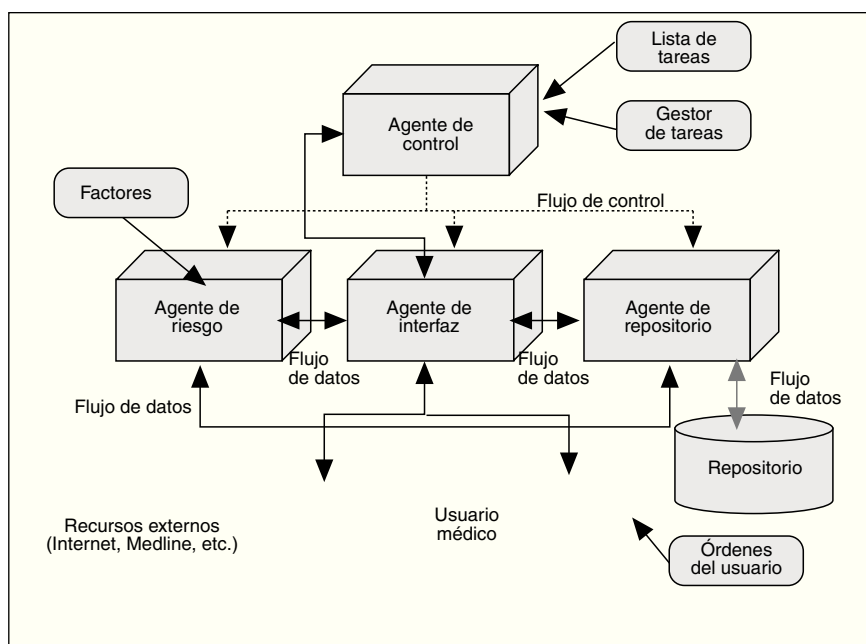 Lista de
tareas
Agente de
control
Gestor
de tareas
Factores
Flujo de control
Agente de
riesgo
Agente de
interfaz
Agente de
repositorio
Flujo
de datos
Flujo
de datos
Flujo
de datos
Flujo de datos
Repositorio
Recursos externos
(Internet, Medline, etc.)
Usuario
médico
Órdenes
del usuario